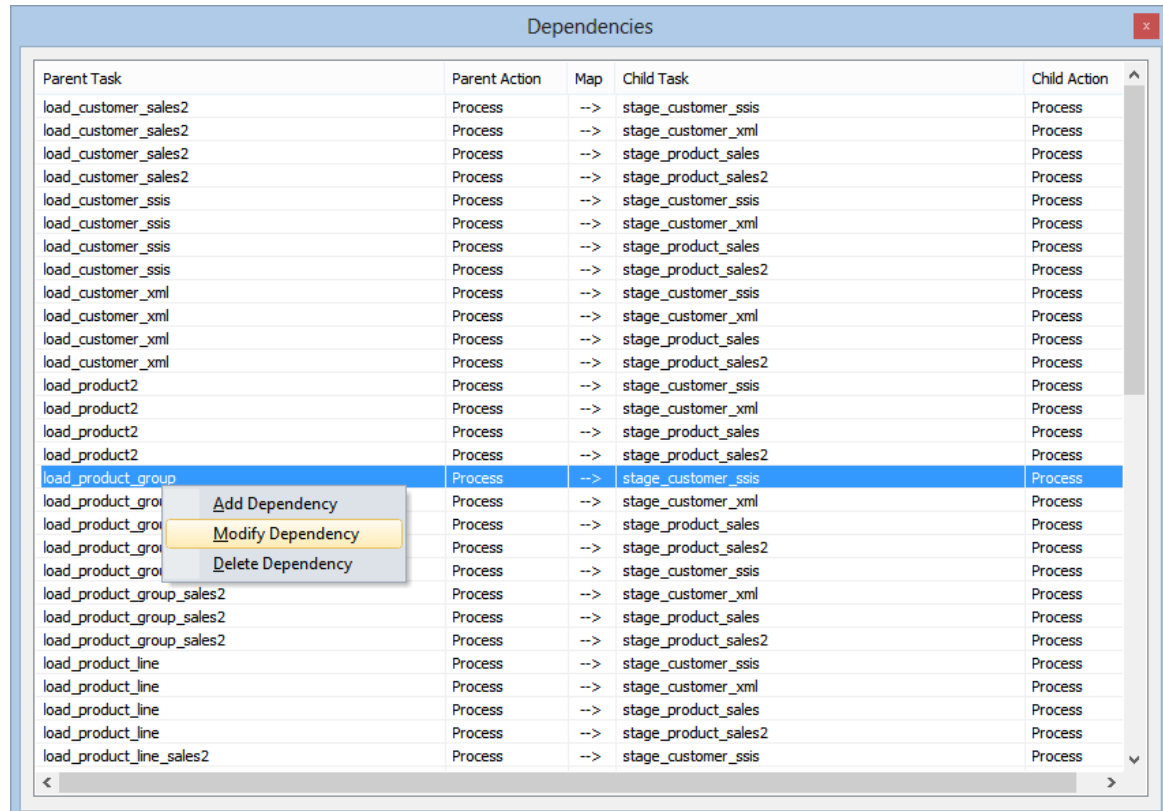 Dependencies
x
Parent Task Parent Action Map Child Task Child Action
load_customer_sales2 Process --> stage_customer_ssis Process
load_customer_sales2 Process --> stage_customer_xml Process
load_customer_sales2 Process --> stage_product_sales Process
load_customer_sales2 Process --> stage_product_sales2 Process
load_customer_ssis Process --> stage_customer_ssis Process
load_customer_ssis Process --> stage_customer_xml Process
load_customer_ssis Process --> stage_product_sales Process
load_customer_ssis Process --> stage_product_sales2 Process
load_customer_xml Process --> stage_customer_ssis Process
load_customer_xml Process --> stage_customer_xml Process
load_customer_xml Process --> stage_product_sales Process
load_customer_xml Process --> stage_product_sales2 Process
load_product2 Process --> stage_customer_ssis Process
load_product2 Process --> stage_customer_xml Process
load_product2 Process --> stage_product_sales Process
load_product2 Process --> stage_product_sales2 Process
load_product_group Process --> stage_customer_ssis Process
load_product_grou Process --> stage_customer_xml Process
Add Dependency
load_product_grou Process --> stage_product_sales Process
Modify Dependency
load_product_grou Process --> stage_product_sales2 Process
Delete Dependency
load_product_grou Process --> stage_customer_ssis Process
load_product_group_sales2 Process --> stage_customer_xml Process
load_product_group_sales2 Process --> stage_product_sales Process
load_product_group_sales2 Process --> stage_product_sales2 Process
load_product_line Process --> stage_customer_ssis Process
load_product_line Process --> stage_customer_xml Process
load_product_line Process --> stage_product_sales Process
load_product_line Process --> stage_product_sales2 Process
load_product_line_sales2 Process --> stage_customer_ssis Process